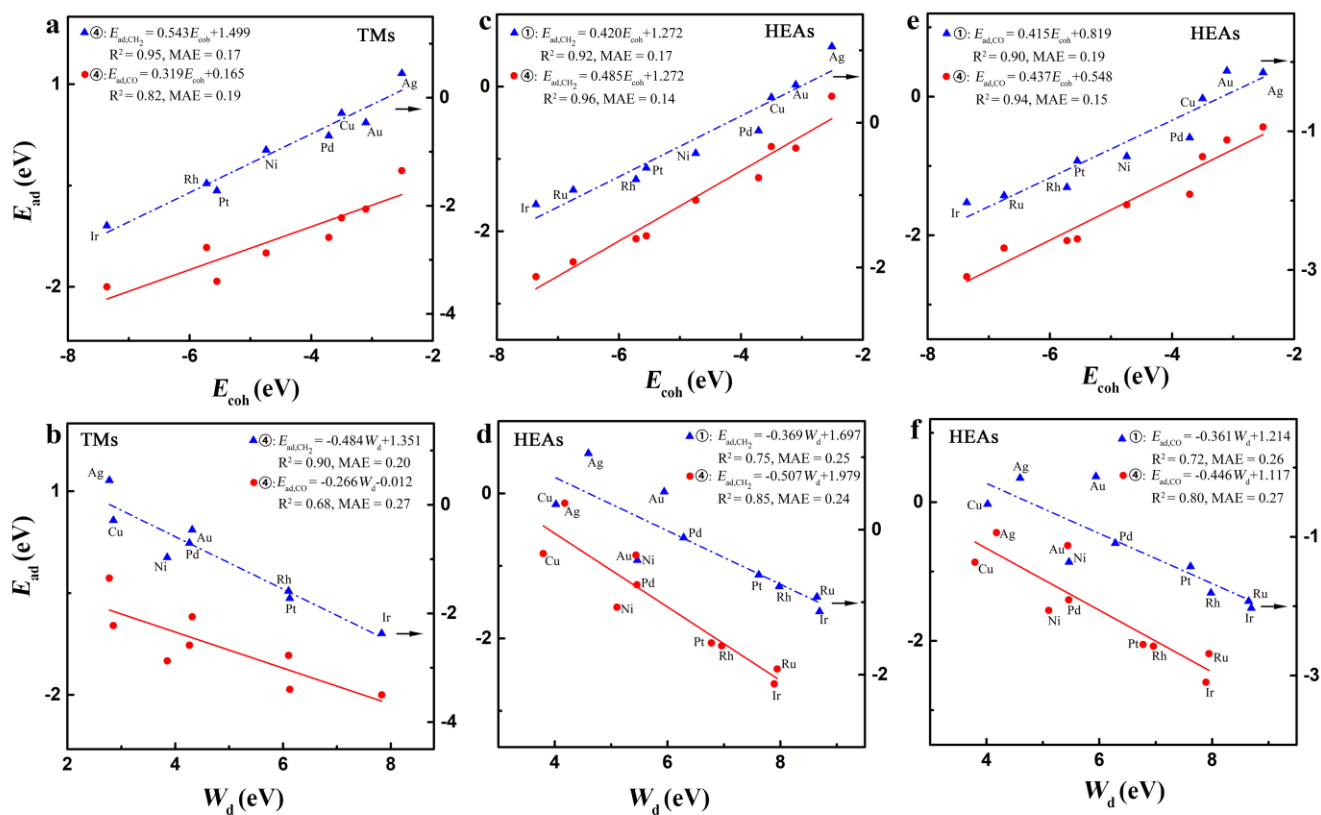 a
TMs
④: E_ad,CH₂ = 0.543E_coh+1.499
R² = 0.95, MAE = 0.17
④: E_ad,CO = 0.319E_coh+0.165
R² = 0.82, MAE = 0.19
Ag
Cu
Au
Pd
Ni
Rh
Pt
Ir
1
-2
0
-2
-4
-8
-6
-4
-2
E_ad (eV)
E_coh (eV)
c
HEAs
①: E_ad,CH₂ = 0.420E_coh+1.272
R² = 0.92, MAE = 0.17
④: E_ad,CH₂ = 0.485E_coh+1.272
R² = 0.96, MAE = 0.14
Ag
Au
Cu
Pd
Ni
Pt
Rh
Ru
Ir
0
-2
0
-2
-8
-6
-4
-2
E_coh (eV)
e
HEAs
①: E_ad,CO = 0.415E_coh+0.819
R² = 0.90, MAE = 0.19
④: E_ad,CO = 0.437E_coh+0.548
R² = 0.94, MAE = 0.15
Au
Ag
Cu
Pd
Ni
Pt
Rh
Ru
Ir
0
-2
-1
-3
-8
-6
-4
-2
E_coh (eV)
b
TMs
④: E_ad,CH₂ = -0.484W_d+1.351
R² = 0.90, MAE = 0.20
④: E_ad,CO = -0.266W_d-0.012
R² = 0.68, MAE = 0.27
Ag
Cu
Au
Pd
Ni
Rh
Pt
Ir
1
-2
0
-2
-4
2
4
6
8
E_ad (eV)
W_d (eV)
d
HEAs
①: E_ad,CH₂ = -0.369W_d+1.697
R² = 0.75, MAE = 0.25
④: E_ad,CH₂ = -0.507W_d+1.979
R² = 0.85, MAE = 0.24
Ag
Au
Cu
Ag
Pd
Cu
Au
Ni
Pd
Pt
Rh
Ru
Ni
Ir
Pt
Rh
Ru
Ir
0
-2
0
-2
4
6
8
W_d (eV)
f
HEAs
①: E_ad,CO = -0.361W_d+1.214
R² = 0.72, MAE = 0.26
④: E_ad,CO = -0.446W_d+1.117
R² = 0.80, MAE = 0.27
Ag
Au
Cu
Ag
Pd
Au
Cu
Ni
Pt
Pd
Rh
Ru
Ni
Ir
Pt
Rh
Ru
Ir
0
-2
-1
-2
-3
4
6
8
W_d (eV)